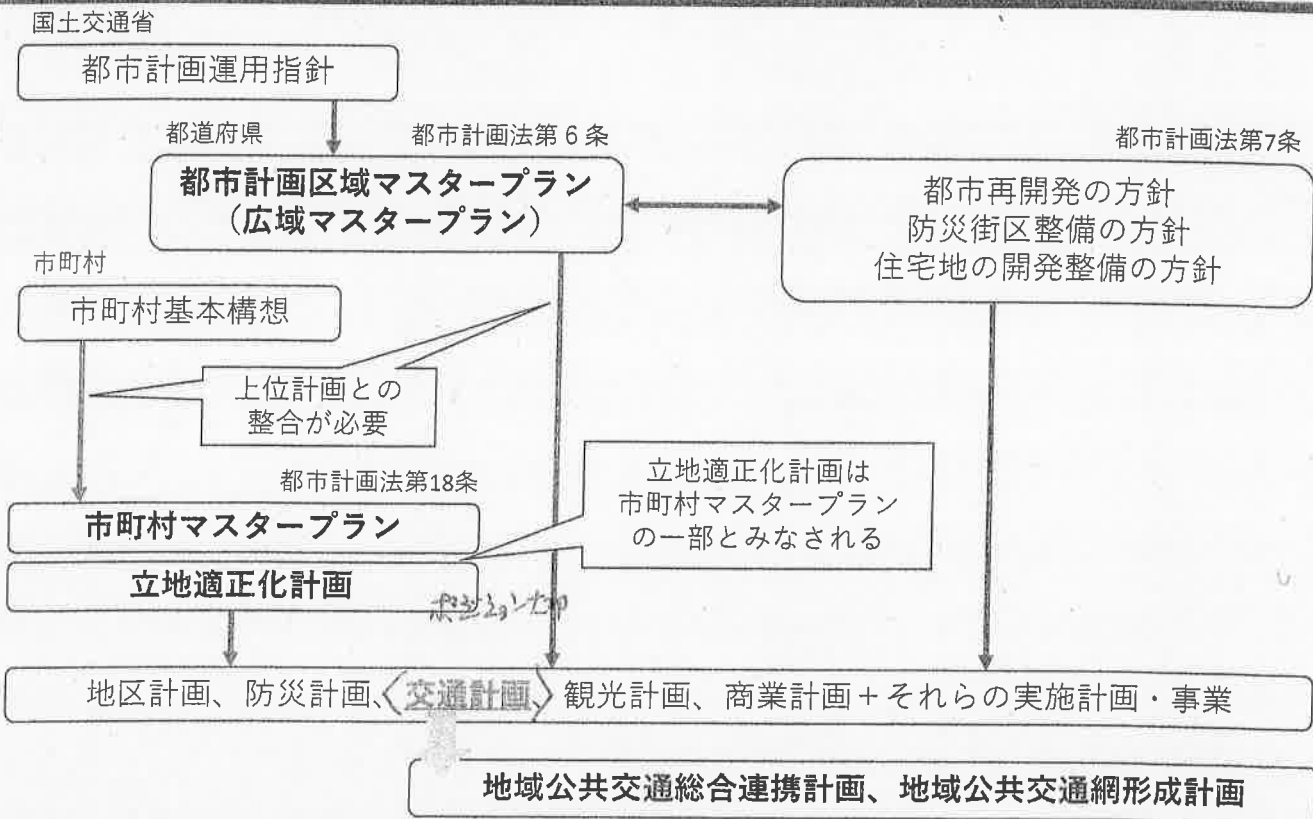 国土交通省
都市計画運用指針
都道府県
都市計画法第6条
都市計画法第7条
都市計画区域マスタープラン
(広域マスタープラン)
都市再開発の方針
防災街区整備の方針
住宅地の開発整備の方針
市町村
市町村基本構想
上位計画との
整合が必要
都市計画法第18条
市町村マスタープラン
立地適正化計画は
市町村マスタープラン
の一部とみなされる
立地適正化計画
地区計画、防災計画、交通計画、観光計画、商業計画+それらの実施計画・事業
地域公共交通総合連携計画、地域公共交通網形成計画